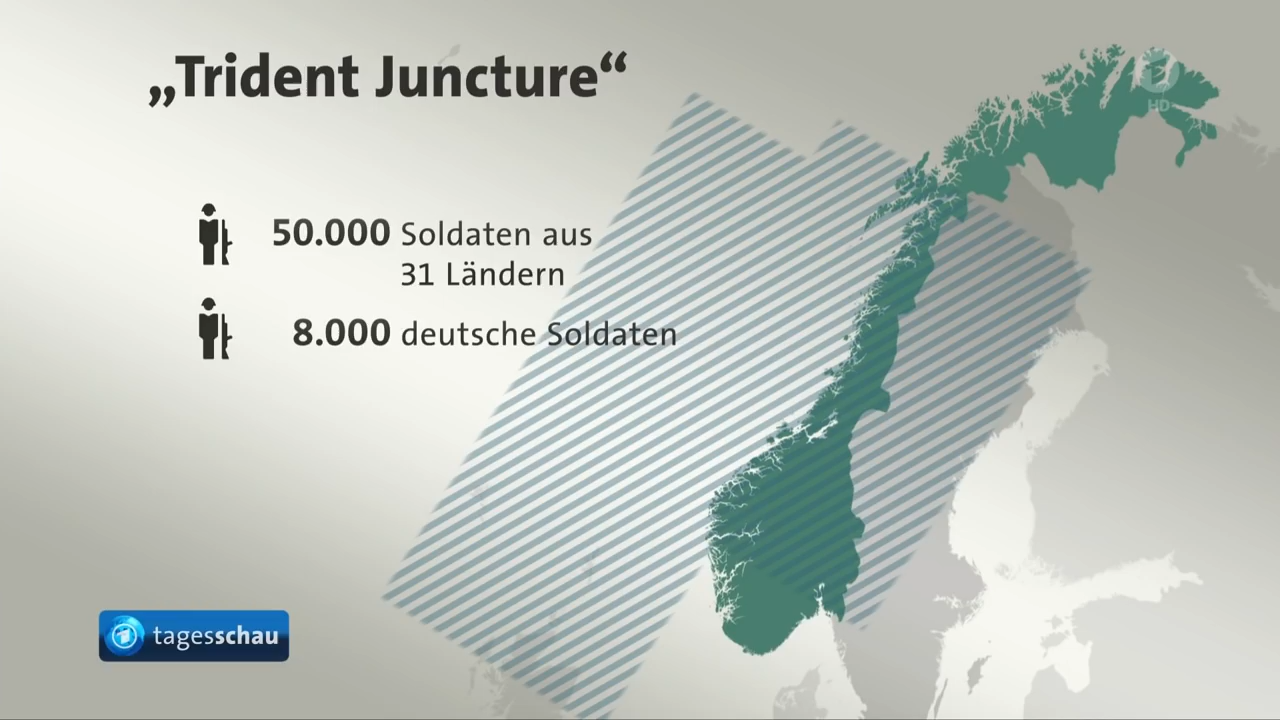 „Trident Juncture“
50.000 Soldaten aus
31 Ländern
8.000 deutsche Soldaten
tagesschau
HD